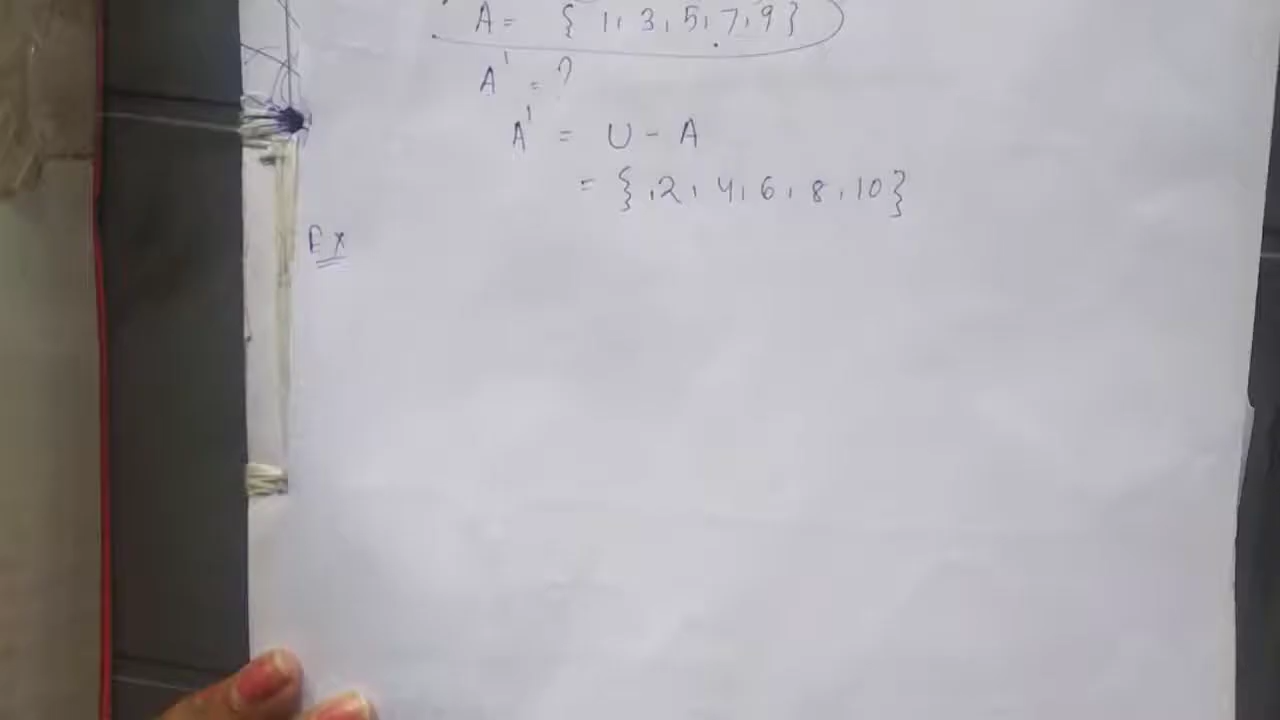 A = { 1, 3, 5, 7, 9 }
A' = ?
A' = U - A
= { , 2, 4, 6, 8, 10 }
Ex